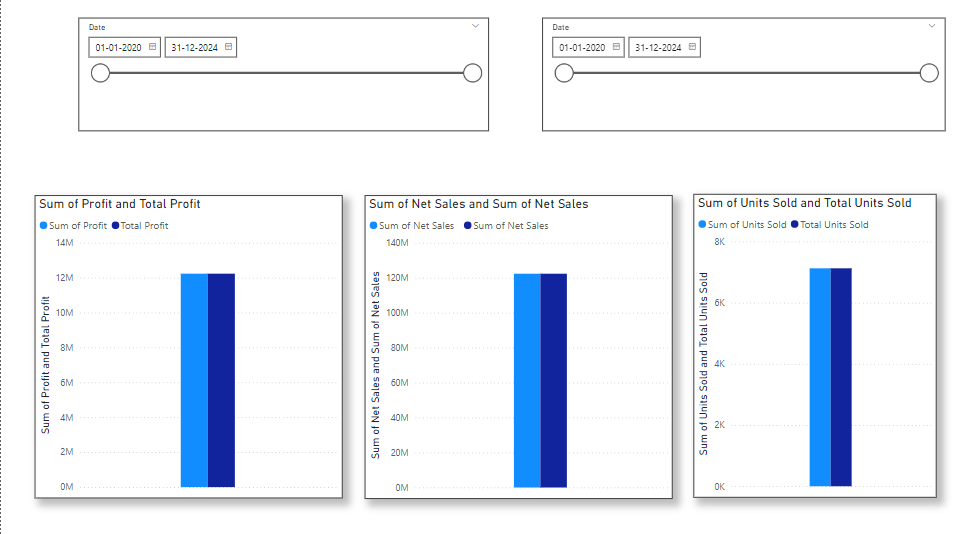 Date
01-01-2020 31-12-2024
Date
01-01-2020 31-12-2024
Sum of Profit and Total Profit
Sum of Profit Total Profit
Sum of Profit and Total Profit
14M
12M
10M
8M
6M
4M
2M
0M
Sum of Net Sales and Sum of Net Sales
Sum of Net Sales Sum of Net Sales
Sum of Net Sales and Sum of Net Sales
140M
120M
100M
80M
60M
40M
20M
0M
Sum of Units Sold and Total Units Sold
Sum of Units Sold Total Units Sold
Sum of Units Sold and Total Units Sold
8K
6K
4K
2K
0K